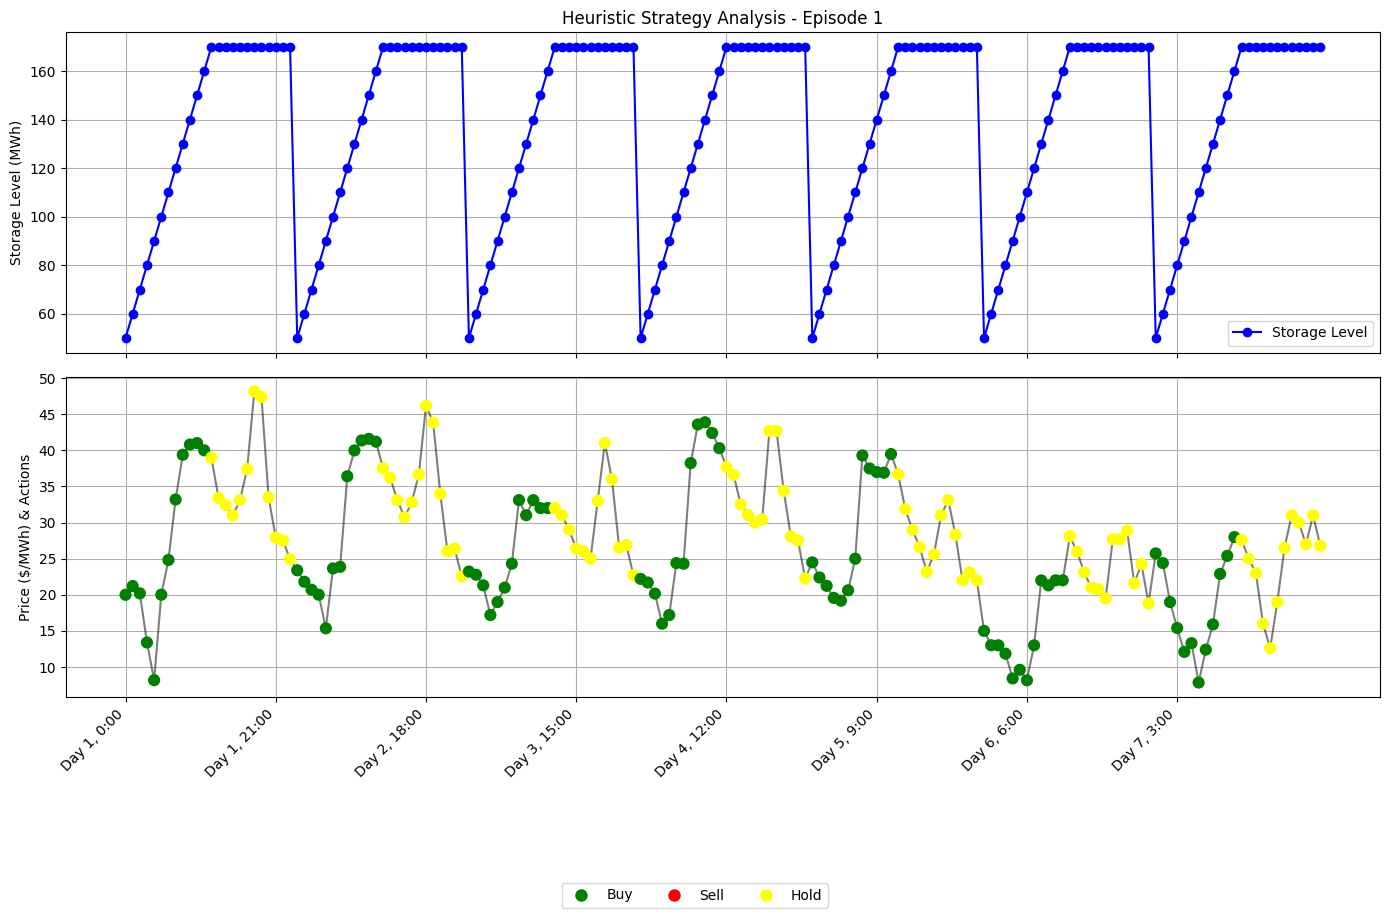 Heuristic Strategy Analysis - Episode 1
Storage Level (MWh)
160
140
120
100
80
60
Storage Level
Price ($/MWh) & Actions
50
45
40
35
30
25
20
15
10
Day 1, 0:00
Day 1, 21:00
Day 2, 18:00
Day 3, 15:00
Day 4, 12:00
Day 5, 9:00
Day 6, 6:00
Day 7, 3:00
Buy Sell Hold